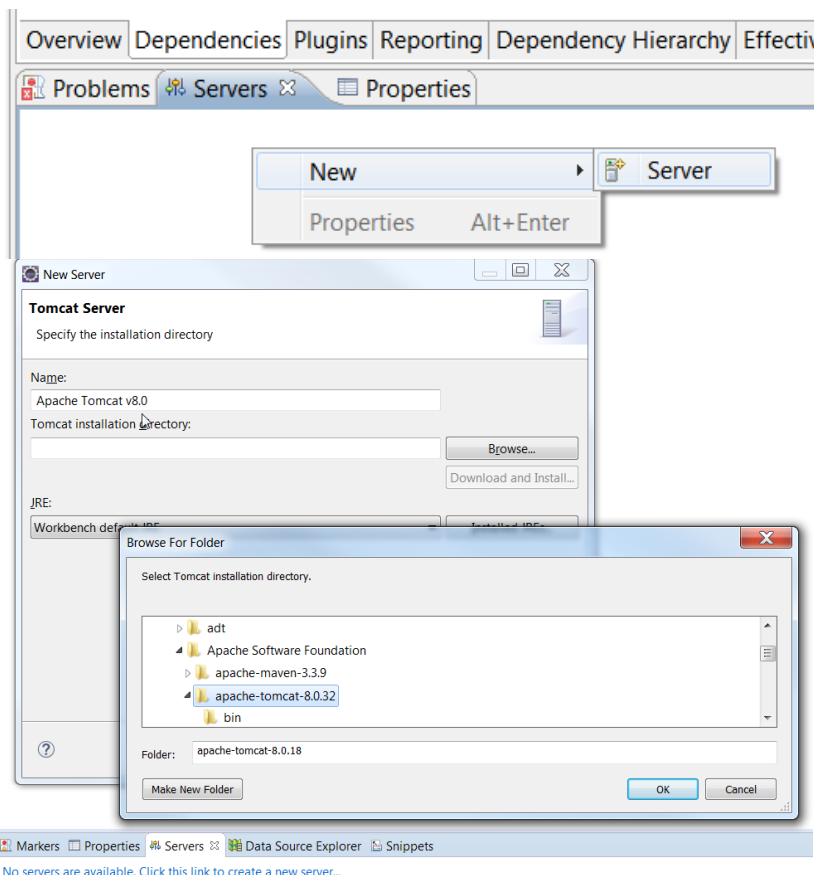 Overview Dependencies Plugins Reporting Dependency Hierarchy
Problems Servers Properties
New Server
Properties Alt+Enter
New Server
Tomcat Server
Specify the installation directory
Name:
Apache Tomcat v8.0
Tomcat installation directory:
Browse...
Download and Install...
JRE:
Workbench default JRE Installed JREs...
Browse For Folder
Select Tomcat installation directory.
adt
Apache Software Foundation
apache-maven-3.3.9
apache-tomcat-8.0.32
bin
Folder: apache-tomcat-8.0.18
Make New Folder OK Cancel
Markers Properties Servers Data Source Explorer Snippets
No servers are available. Click this link to create a new server...